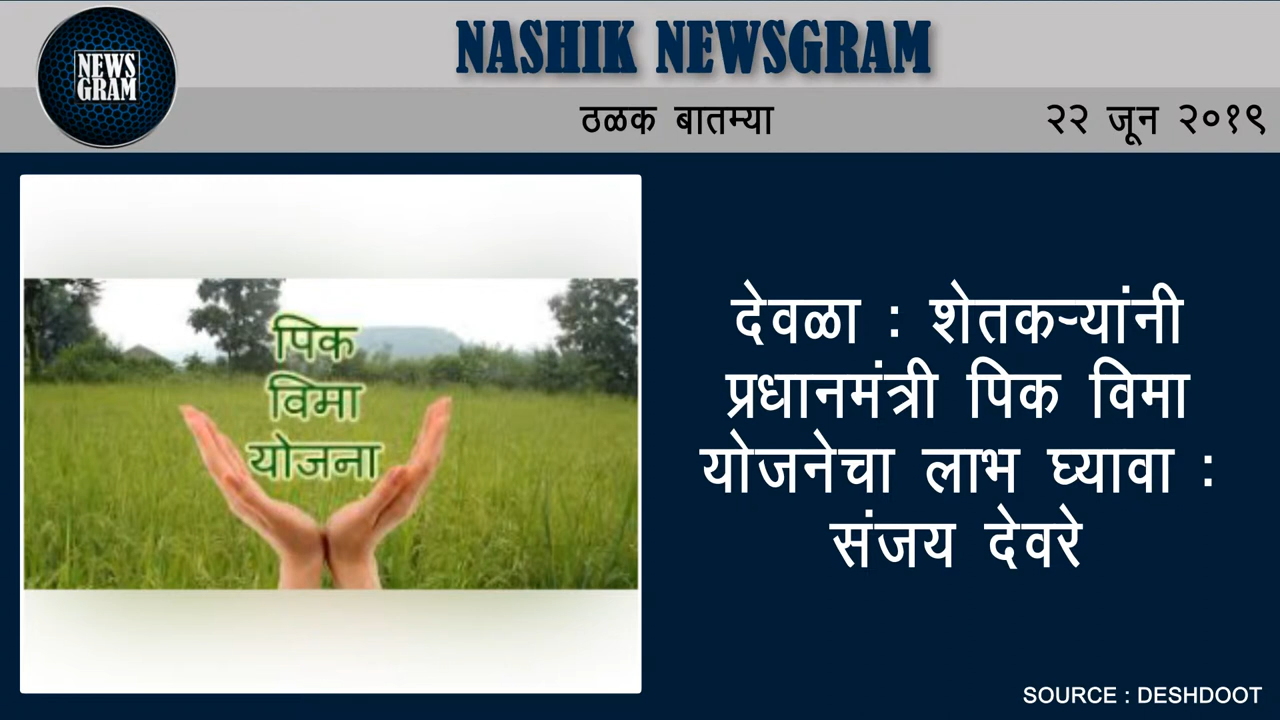 NEWS
GRAM
NASHIK NEWSGRAM
ठळक बातम्या
२२ जून २०१९
पिक
विमा
योजना
देवळा : शेतकऱ्यांनी
प्रधानमंत्री पिक विमा
योजनेचा लाभ घ्यावा :
संजय देवरे
SOURCE : DESHDOOT